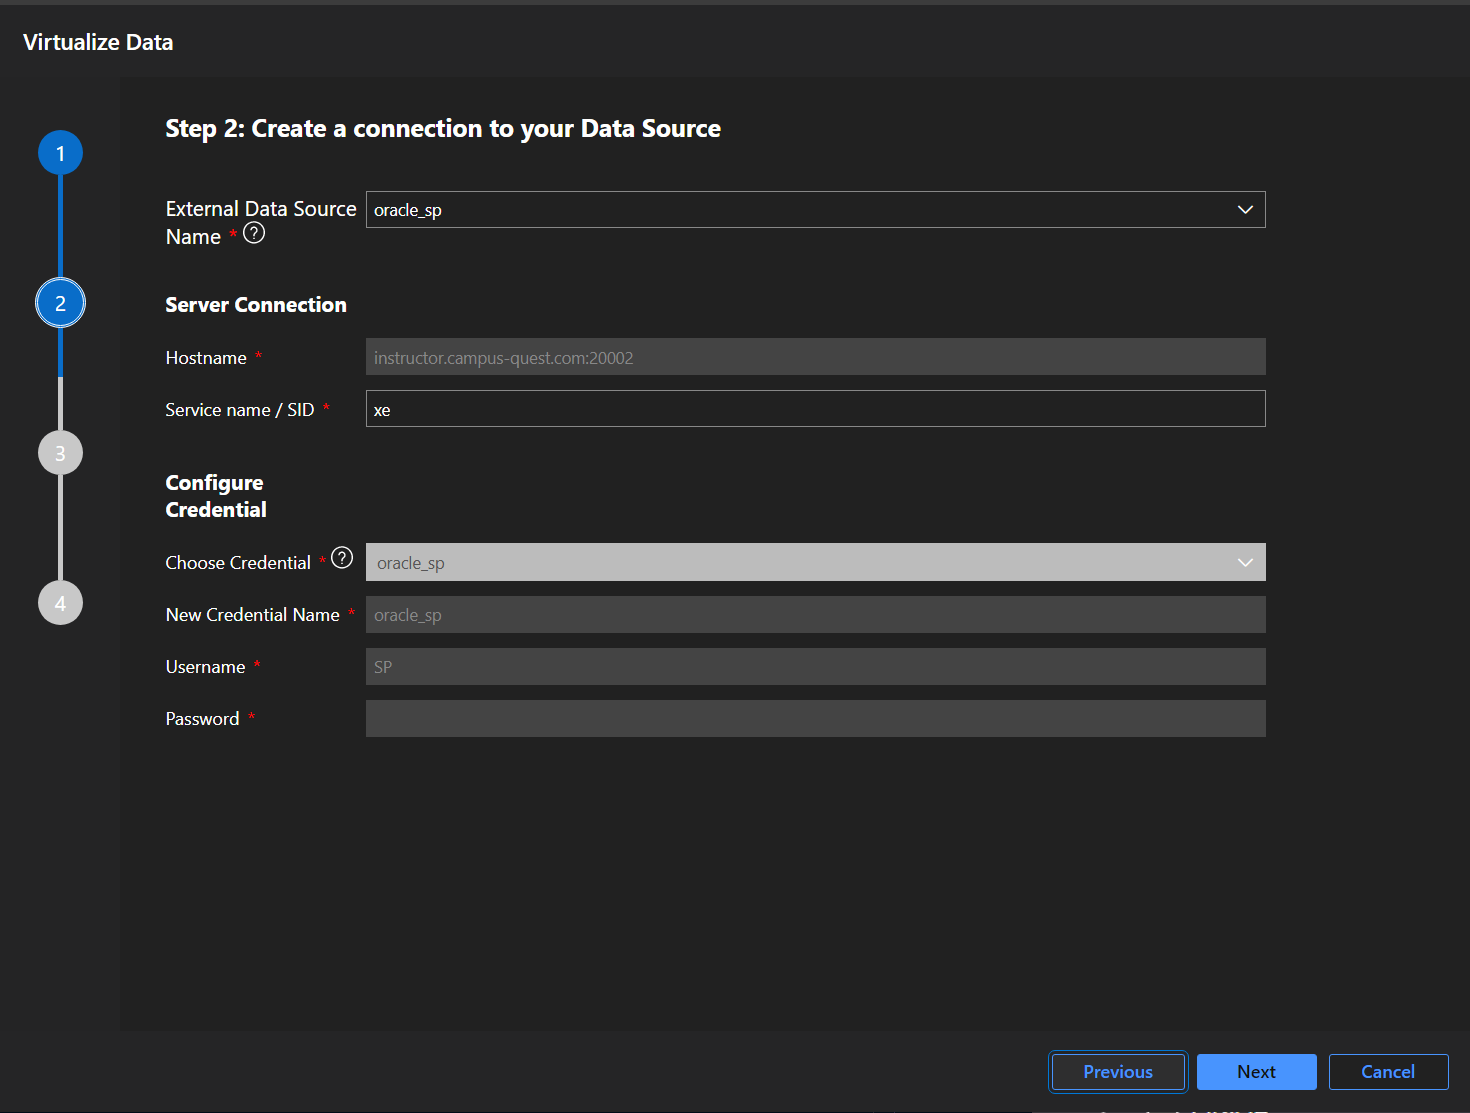 Virtualize Data
1
2
3
4
Step 2: Create a connection to your Data Source
External Data Source
Name *
?
oracle_sp
Server Connection
Hostname *
instructor.campus-quest.com:20002
Service name / SID *
xe
Configure
Credential
Choose Credential *
?
oracle_sp
New Credential Name *
oracle_sp
Username *
SP
Password *
Previous
Next
Cancel